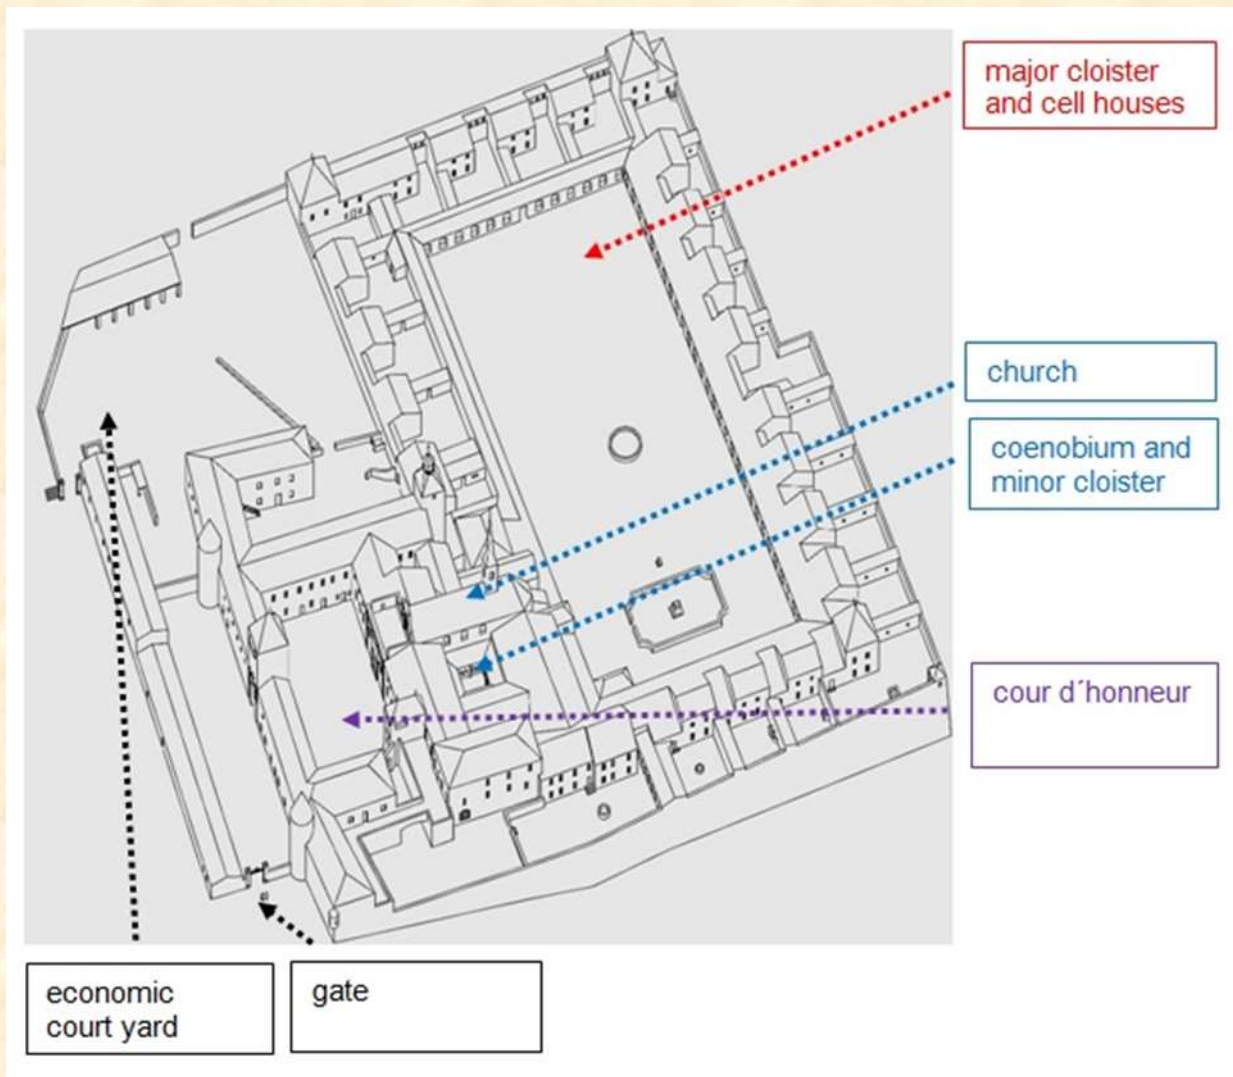 major cloister
and cell houses
church
coenobium and
minor cloister
cour d´honneur
economic
court yard
gate